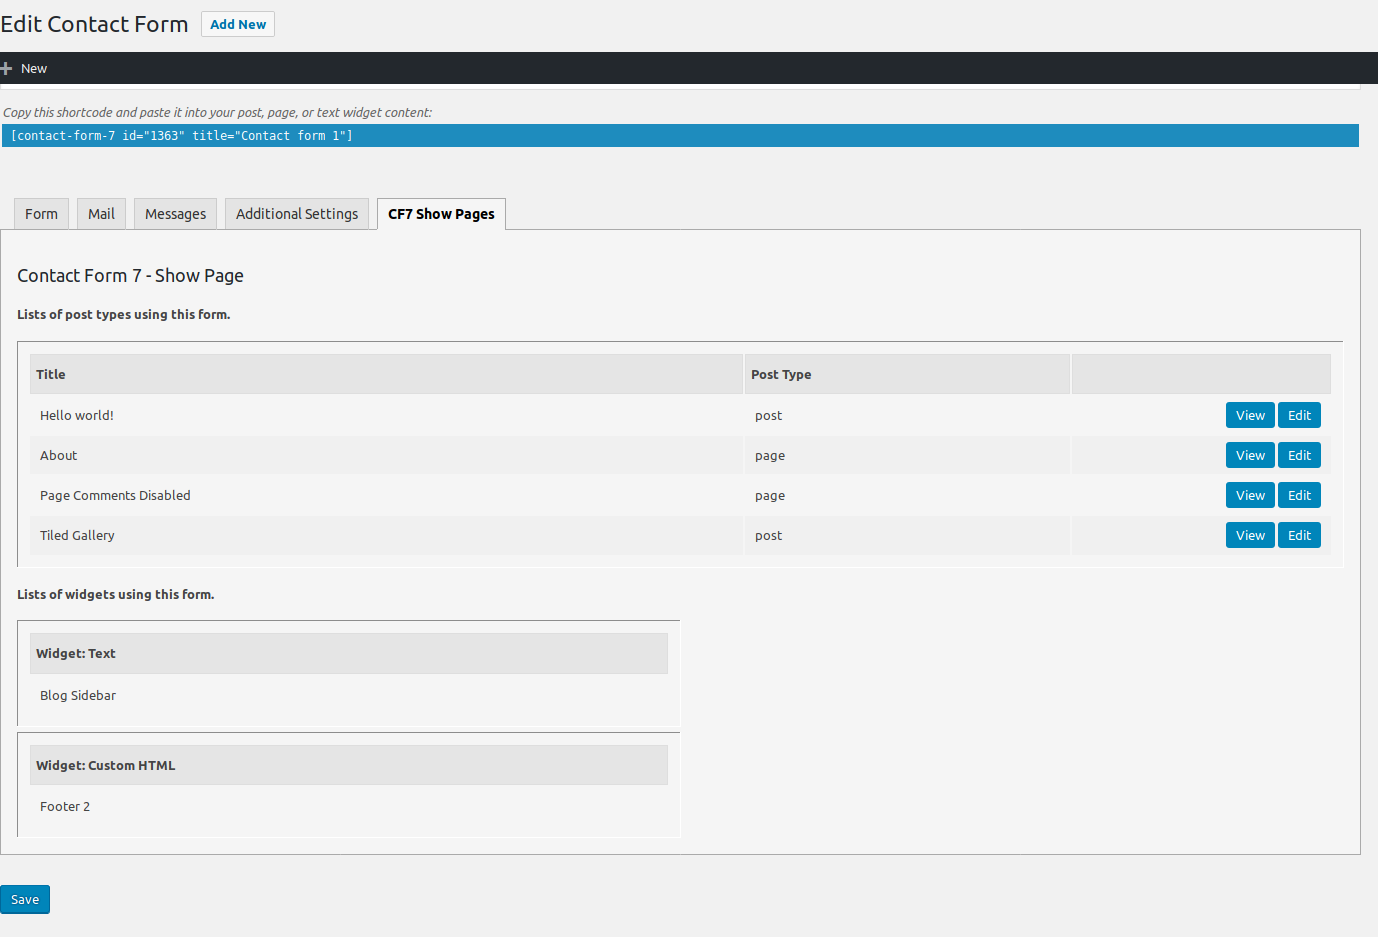 Edit Contact Form Add New
New
Copy this shortcode and paste it into your post, page, or text widget content:
[contact-form-7 id="1363" title="Contact form 1"]
Form Mail Messages Additional Settings CF7 Show Pages
Contact Form 7 - Show Page
Lists of post types using this form.
Title Post Type
Hello world! post View Edit
About page View Edit
Page Comments Disabled page View Edit
Tiled Gallery post View Edit
Lists of widgets using this form.
Widget: Text
Blog Sidebar
Widget: Custom HTML
Footer 2
Save